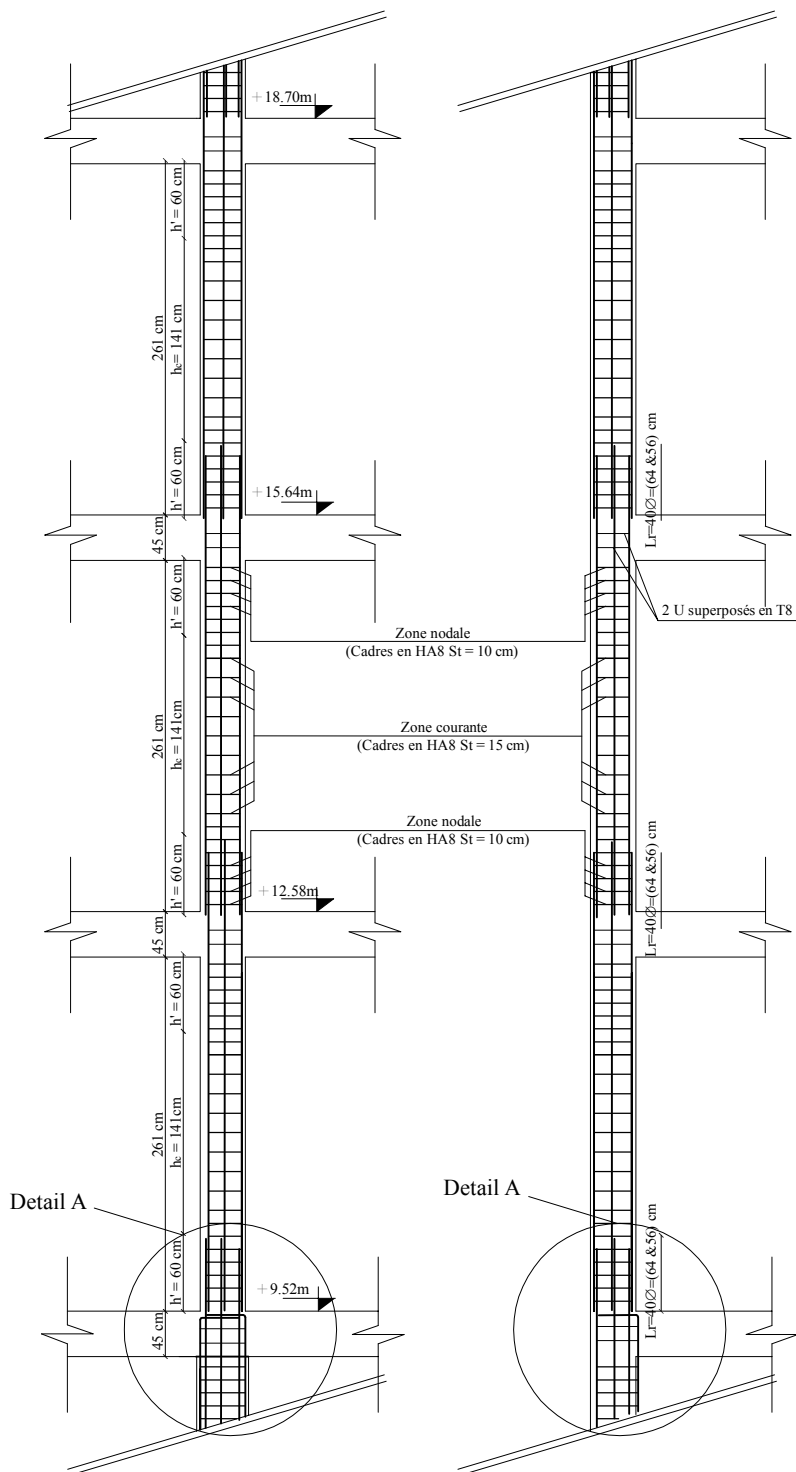 +18.70m
h' = 60 cm
261 cm
hc= 141 cm
h' = 60 cm
+15.64m
Lr=40Ø=(64 &56) cm
45 cm
h' = 60 cm
2 U superposés en T8
Zone nodale
(Cadres en HA8 St = 10 cm)
261 cm
hc= 141cm
Zone courante
(Cadres en HA8 St = 15 cm)
Zone nodale
(Cadres en HA8 St = 10 cm)
h' = 60 cm
+12.58m
Lr=40Ø=(64 &56) cm
45 cm
h' = 60 cm
261 cm
hc= 141cm
Detail A
Detail A
h' = 60 cm
+9.52m
Lr=40Ø=(64 &56) cm
45 cm